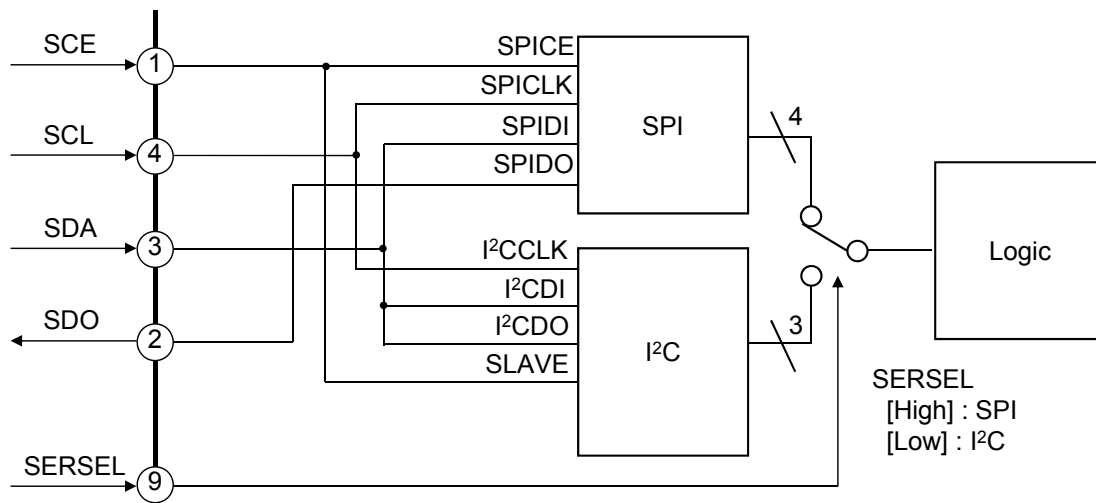 SCE
1
SPICE
SPICLK
SPI
4
SCL
4
SPIDI
SPIDO
SDA
3
I²CCLK
I²CDI
I²CDO
SLAVE
I²C
3
Logic
SDO
2
SERSEL
[High] : SPI
[Low] : I²C
SERSEL
9